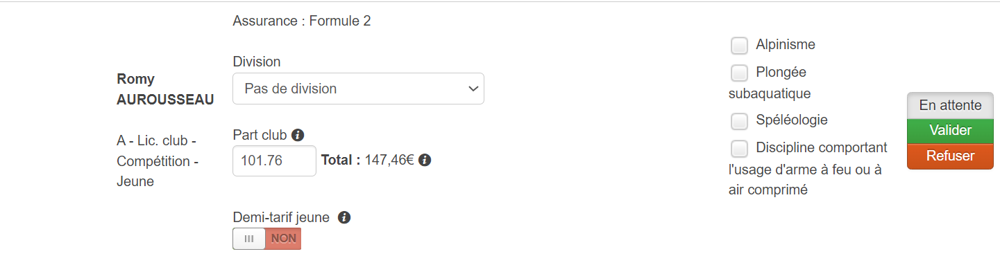 Assurance : Formule 2
Romy
AUROUSSEAU
A - Lic. club -
Compétition -
Jeune
Division
Pas de division
Part club
101.76 Total : 147,46€
Demi-tarif jeune
NON
Alpinisme
Plongée
subaquatique
Spéléologie
Discipline comportant
l'usage d'arme à feu ou à
air comprimé
En attente
Valider
Refuser